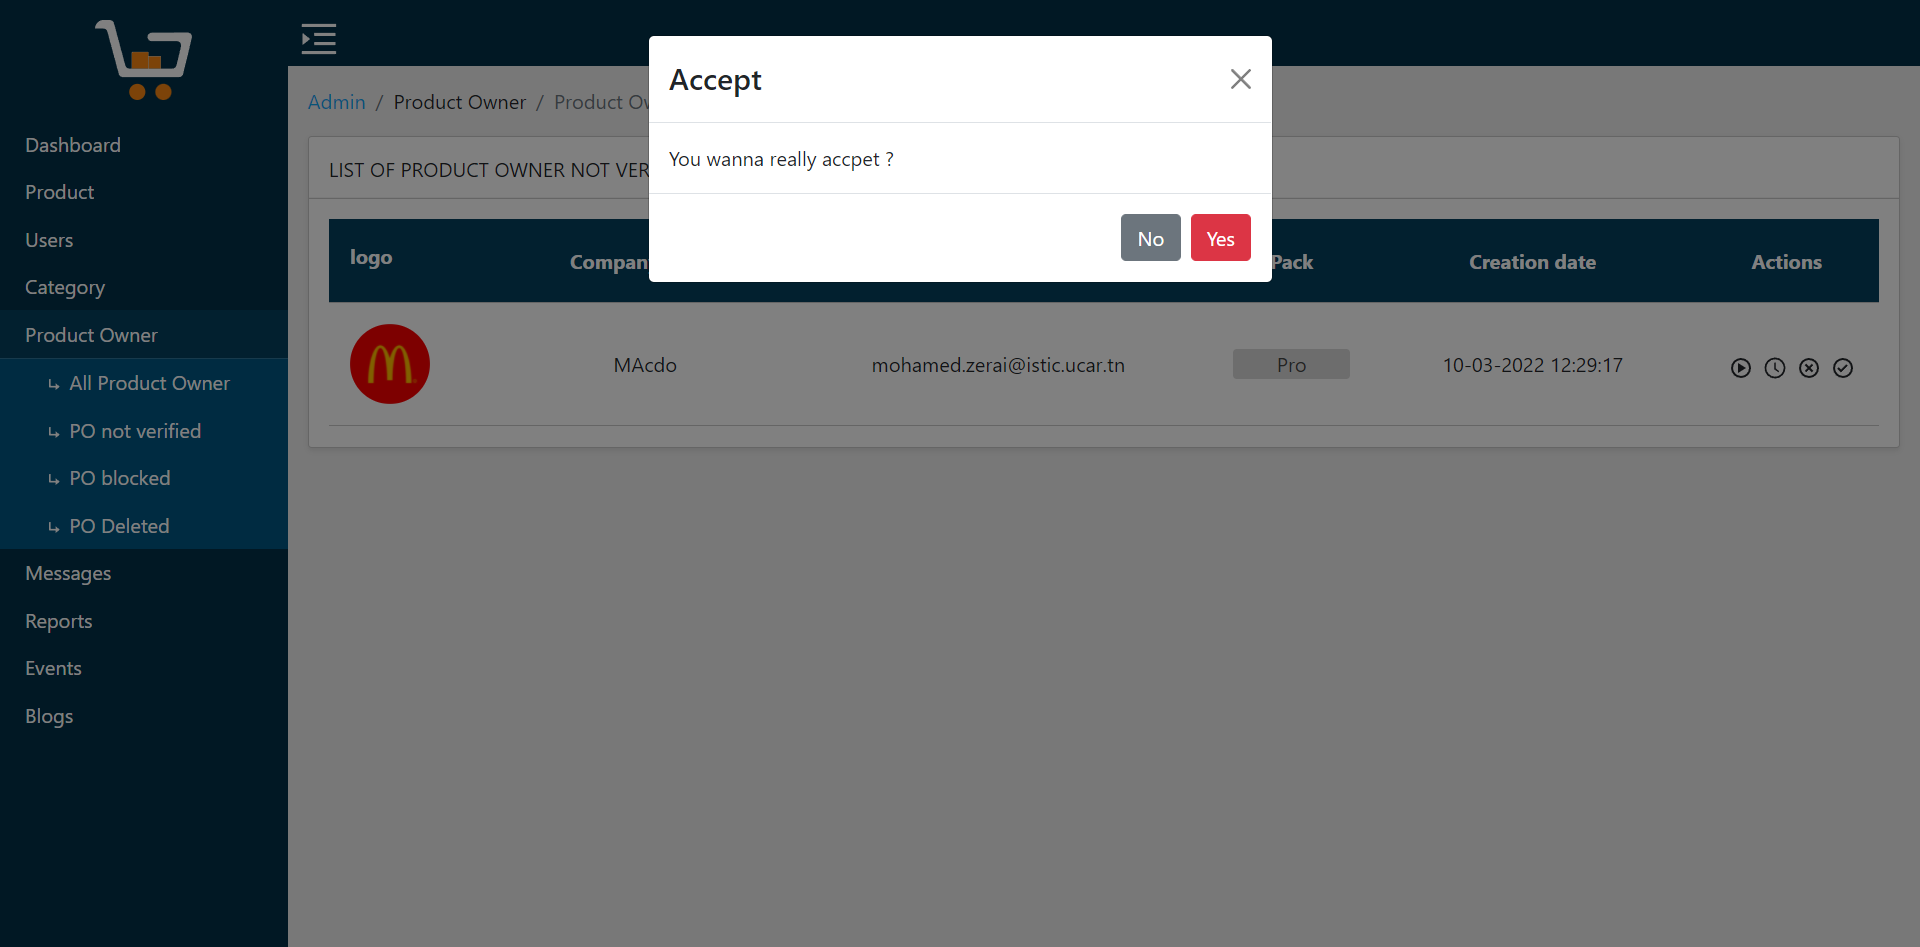 Admin / Product Owner / Product
Accept
You wanna really accpet ?
No Yes
Dashboard
Product
Users
Category
Product Owner
↳ All Product Owner
↳ PO not verified
↳ PO blocked
↳ PO Deleted
Messages
Reports
Events
Blogs
LIST OF PRODUCT OWNER NOT VER
logo Compan Pack Creation date Actions
MAcdo mohamed.zerai@istic.ucar.tn Pro 10-03-2022 12:29:17